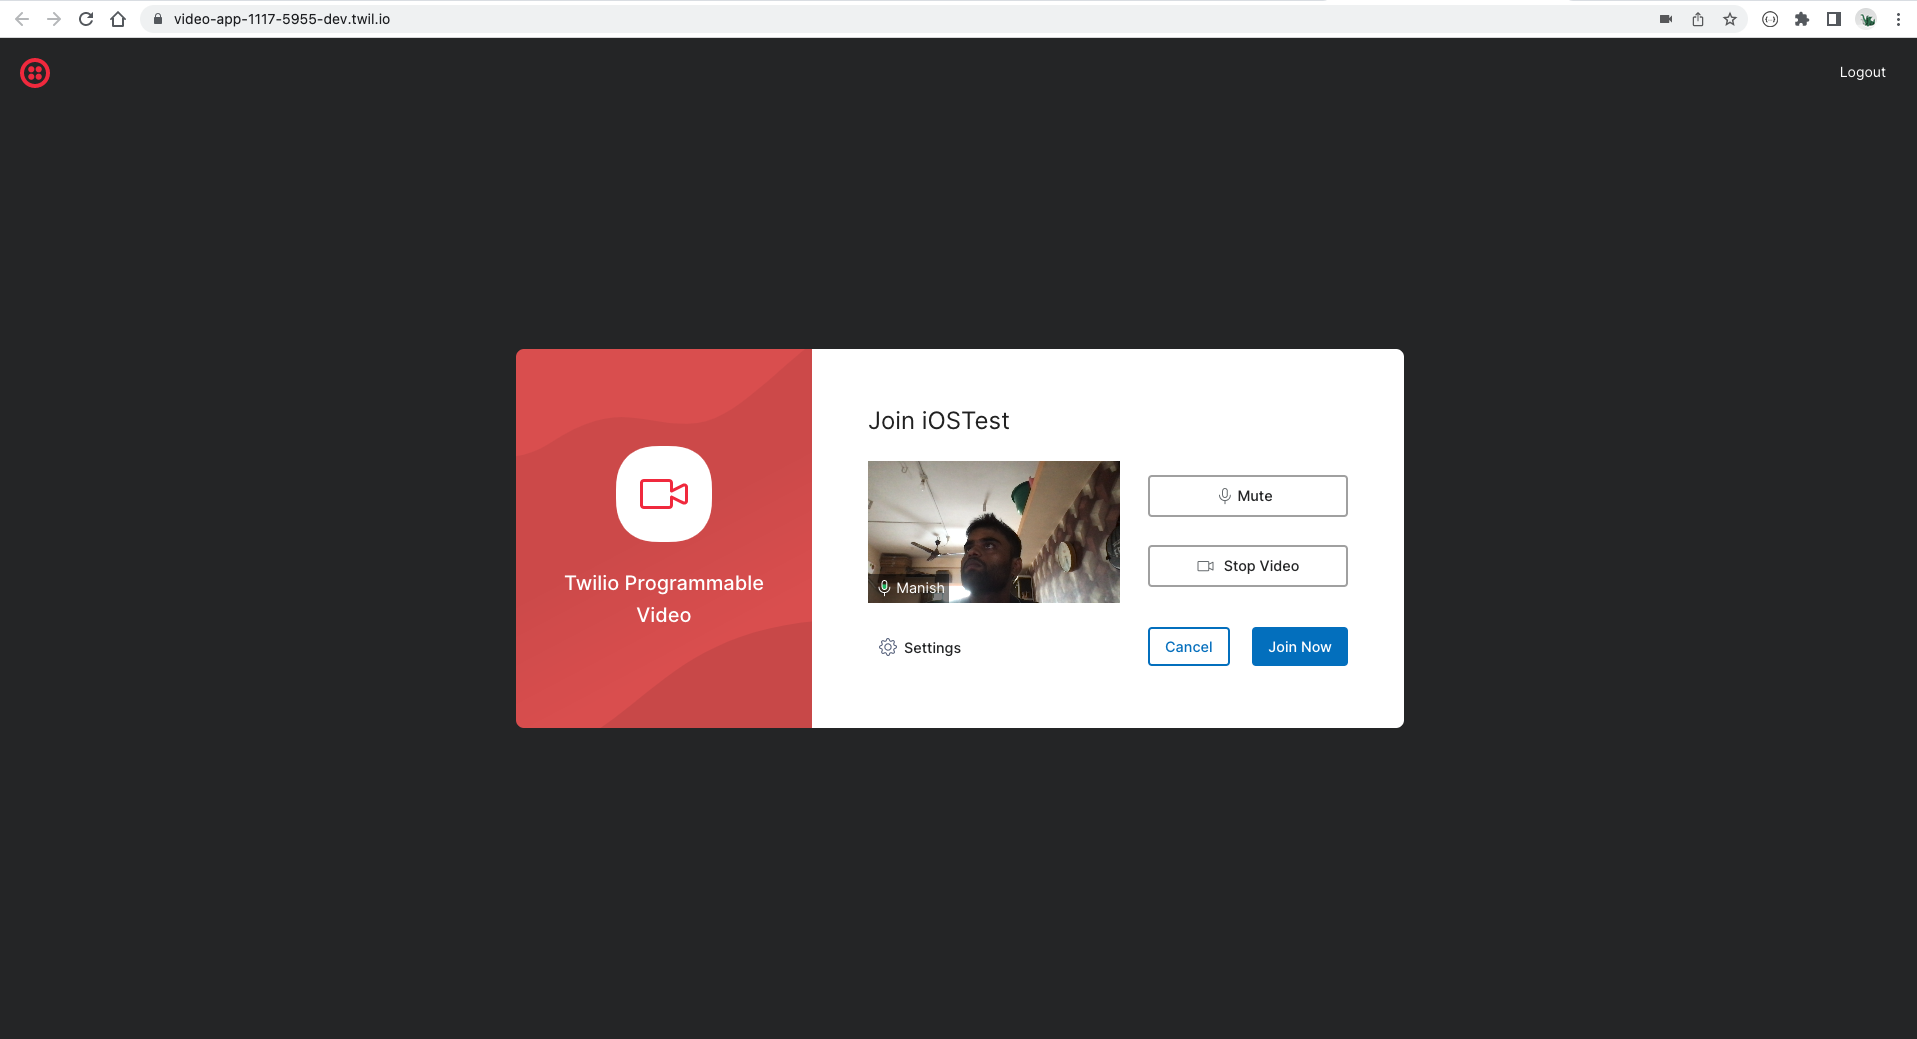 video-app-1117-5955-dev.twil.io
Logout
Twilio Programmable
Video
Join iOSTest
Manish
Mute
Stop Video
Settings
Cancel
Join Now